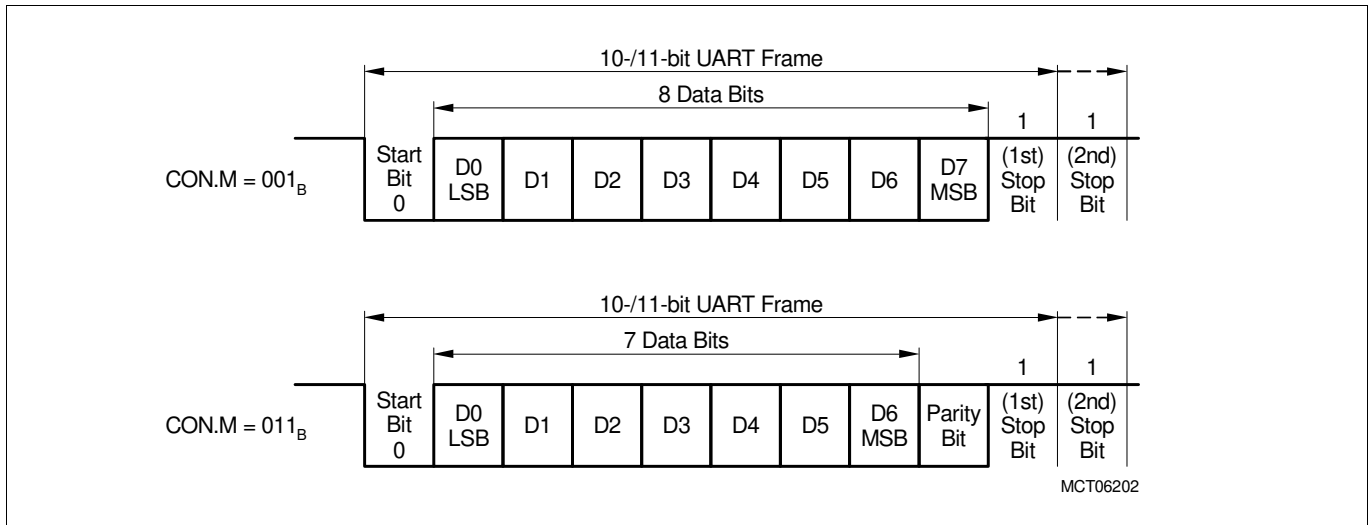 10-/11-bit UART Frame
8 Data Bits
1 1
CON.M = 001B
Start Bit 0
D0 LSB
D1
D2
D3
D4
D5
D6
D7 MSB
(1st) Stop Bit
(2nd) Stop Bit
10-/11-bit UART Frame
7 Data Bits
1 1
CON.M = 011B
Start Bit 0
D0 LSB
D1
D2
D3
D4
D5
D6 MSB
Parity Bit
(1st) Stop Bit
(2nd) Stop Bit
MCT06202